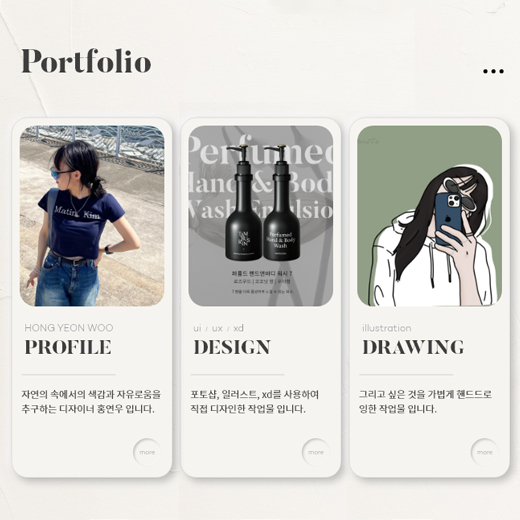 Portfolio
Matin Kim
HONG YEON WOO
PROFILE
자연의 속에서의 색감과 자유로움을
추구하는 디자이너 홍연우 입니다.
more
Perfumed
Hand & Body
Wash Emulsion
Perfumed
Hand & Body
Wash
퍼퓸드 핸드앤바디 워시 ?
ui / ux / xd
DESIGN
포토샵, 일러스트, xd를 사용하여
직접 디자인한 작업물 입니다.
more
illustration
DRAWING
그리고 싶은 것을 가볍게 핸드드로
잉한 작업물 입니다.
more